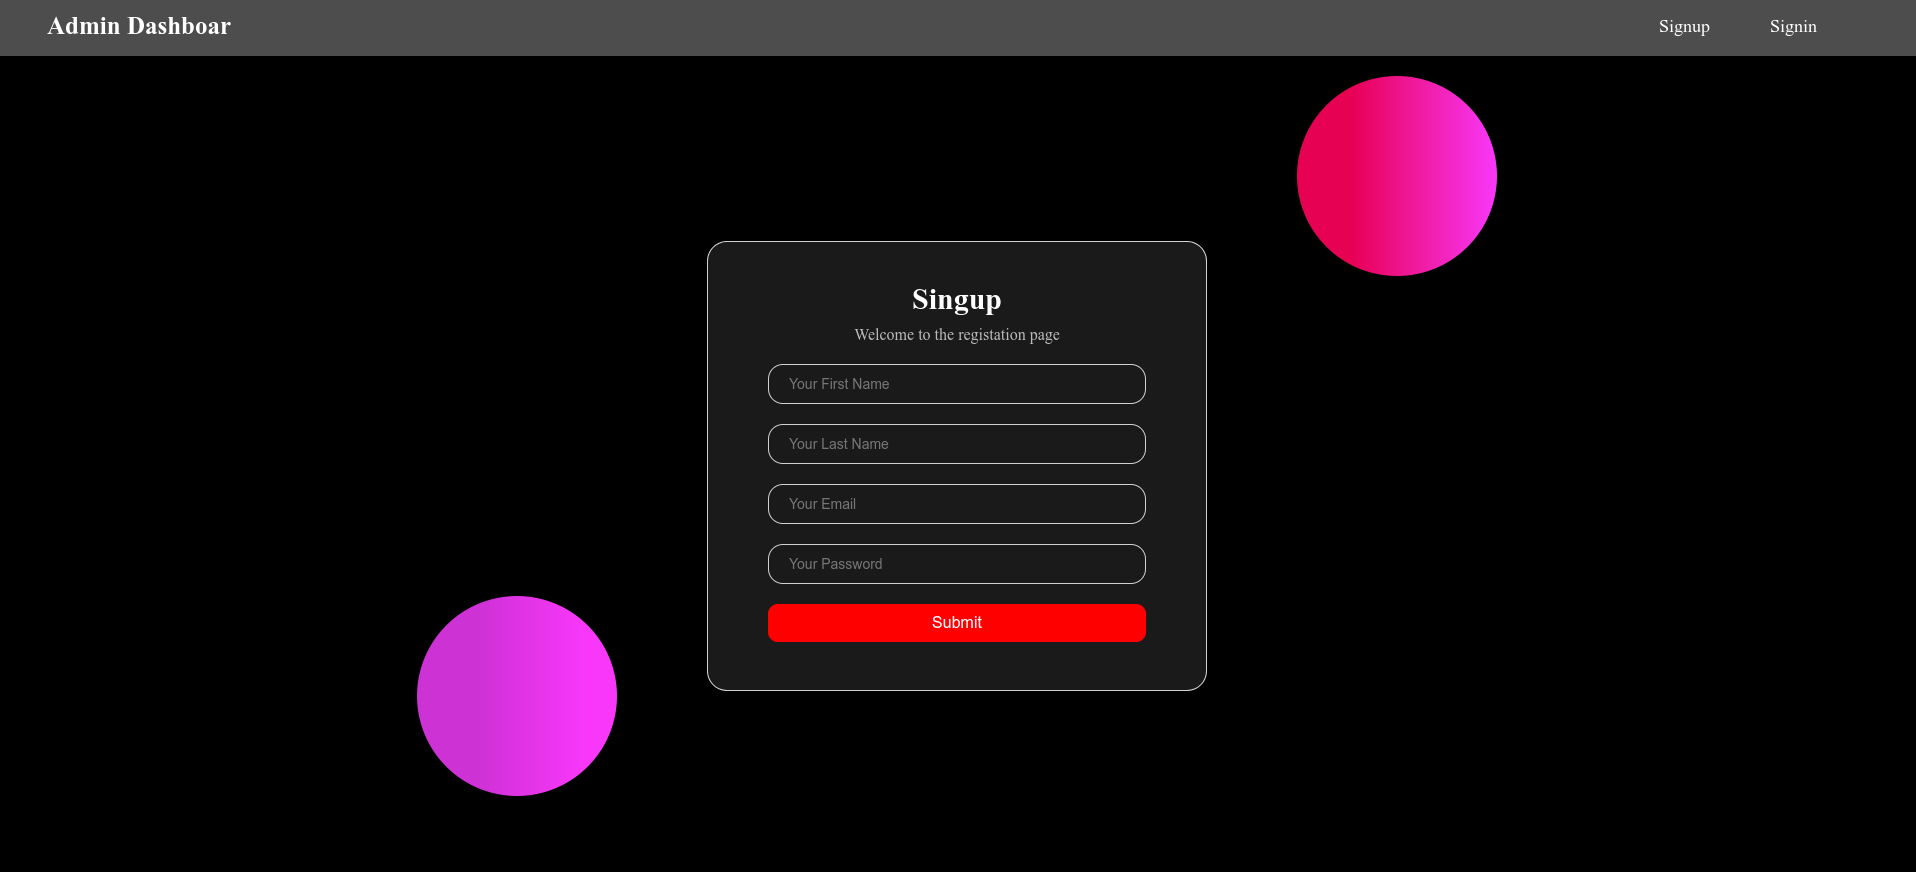 Admin Dashboar
Signup
Signin
Singup
Welcome to the registation page
Your First Name
Your Last Name
Your Email
Your Password
Submit